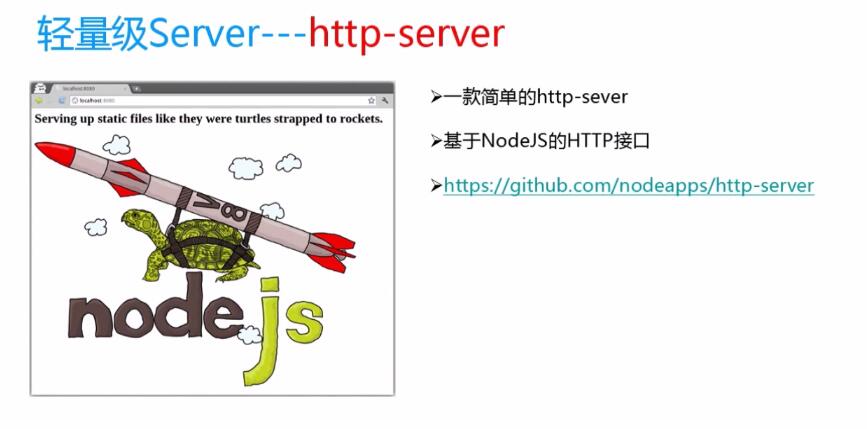 轻量级Server---http-server
localhost:8080
localhost:8080
Serving up static files like they were turtles strapped to rockets.
V8
nodejs
➢一款简单的http-sever
➢基于NodeJS的HTTP接口
➢https://github.com/nodeapps/http-server